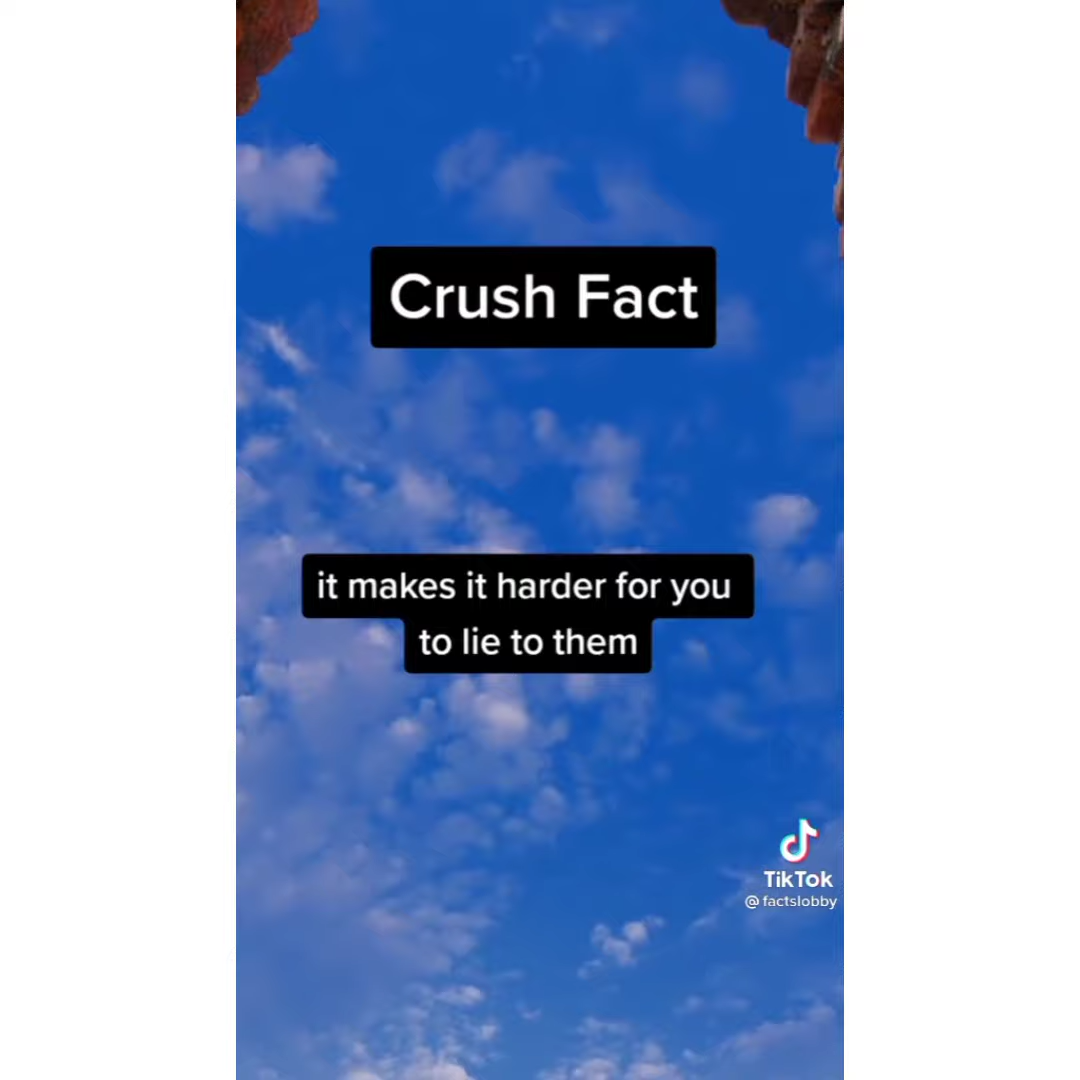 Crush Fact
it makes it harder for you
to lie to them
TikTok
@factslobby